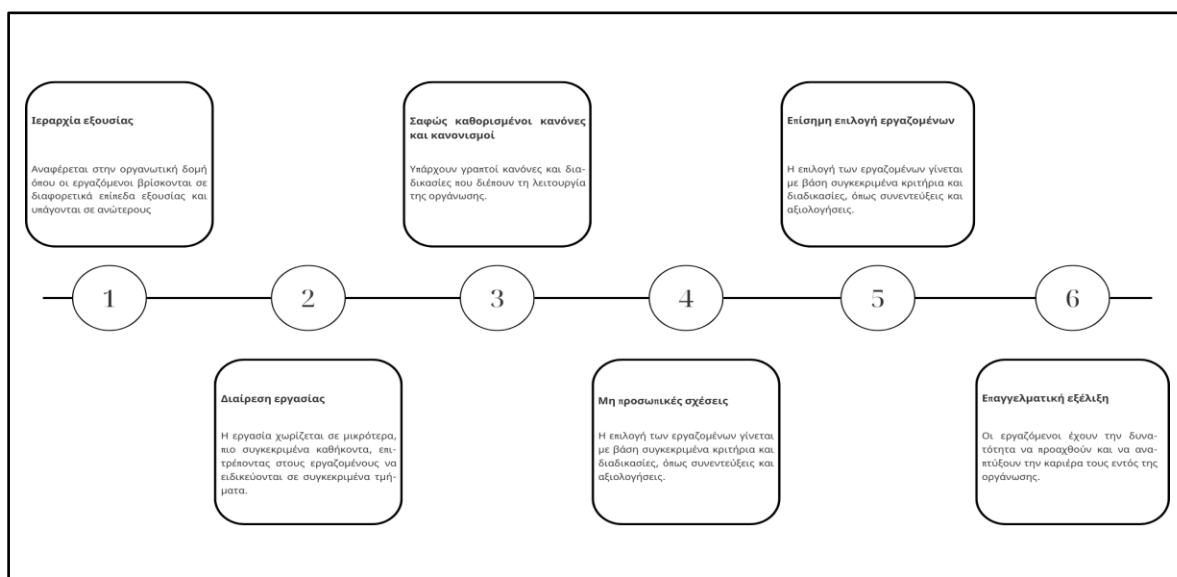 Ιεραρχία εξουσίας
Αναφέρεται στην οργανωτική δομή
όπου οι εργαζόμενοι βρίσκονται σε
διαφορετικά επίπεδα εξουσίας και
υπάγονται σε ανώτερους
Σαφώς καθορισμένοι κανόνες
και κανονισμοί
Υπάρχουν γραπτοί κανόνες και δια-
δικασίες που διέπουν τη λειτουργία
της οργάνωσης.
Επίσημη επιλογή εργαζομένων
Η επιλογή των εργαζομένων γίνεται
με βάση συγκεκριμένα κριτήρια και
διαδικασίες, όπως συνεντεύξεις και
αξιολογήσεις.
1
2
3
4
5
6
Διαίρεση εργασίας
Η εργασία χωρίζεται σε μικρότερα,
πιο συγκεκριμένα καθήκοντα, επι-
τρέποντας στους εργαζομένους να
ειδικεύονται σε συγκεκριμένα τμή-
ματα.
Μη προσωπικές σχέσεις
Η επιλογή των εργαζομένων γίνεται
με βάση συγκεκριμένα κριτήρια και
διαδικασίες, όπως συνεντεύξεις και
αξιολογήσεις.
Επαγγελματική εξέλιξη
Οι εργαζόμενοι έχουν την δυνα-
τότητα να προαχθούν και να ανα-
πτύξουν την καριέρα τους εντός της
οργάνωσης.